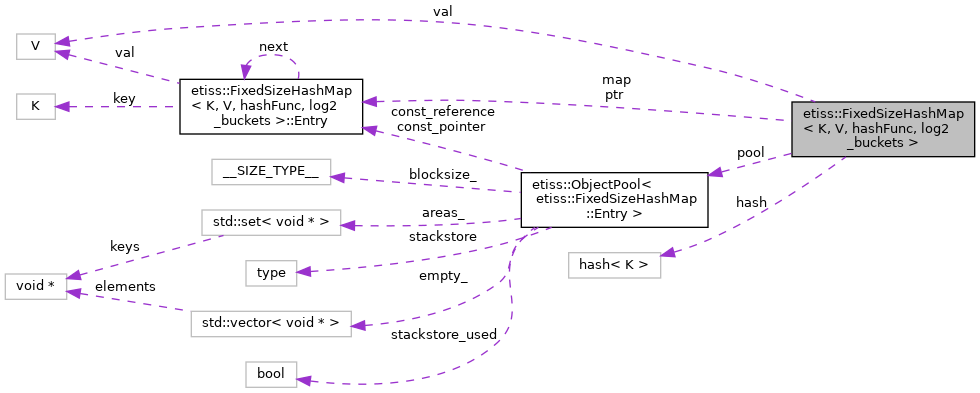 val
V
next
val
etiss::FixedSizeHashMap
< K, V, hashFunc, log2
_buckets >::Entry
key
K
map
ptr
etiss::FixedSizeHashMap
< K, V, hashFunc, log2
_buckets >
const_reference
const_pointer
pool
__SIZE_TYPE__
blocksize_
etiss::ObjectPool<
etiss::FixedSizeHashMap
::Entry >
hash
std::set< void * >
areas_
stackstore
keys
hash< K >
type
void *
elements
empty_
std::vector< void * >
stackstore_used
bool